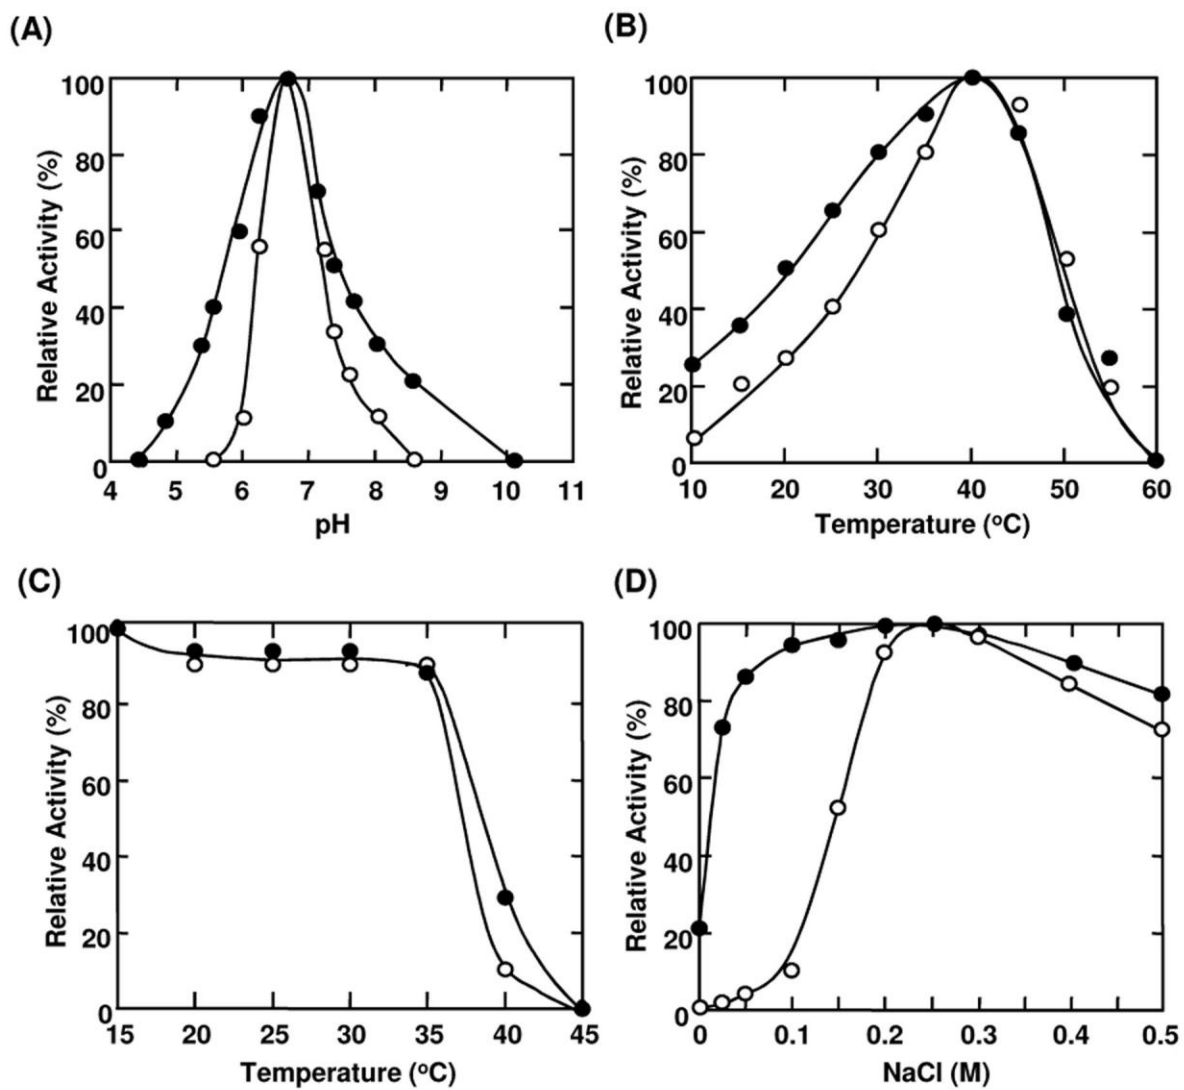 (A)
(B)
100
80
60
40
20
0
Relative Activity (%)
4 5 6 7 8 9 10 11
pH
100
80
60
40
20
0
Relative Activity (%)
10 20 30 40 50 60
Temperature (ºC)
(C)
(D)
100
80
60
40
20
0
Relative Activity (%)
15 20 25 30 35 40 45
Temperature (ºC)
100
80
60
40
20
0
Relative Activity (%)
0 0.1 0.2 0.3 0.4 0.5
NaCl (M)